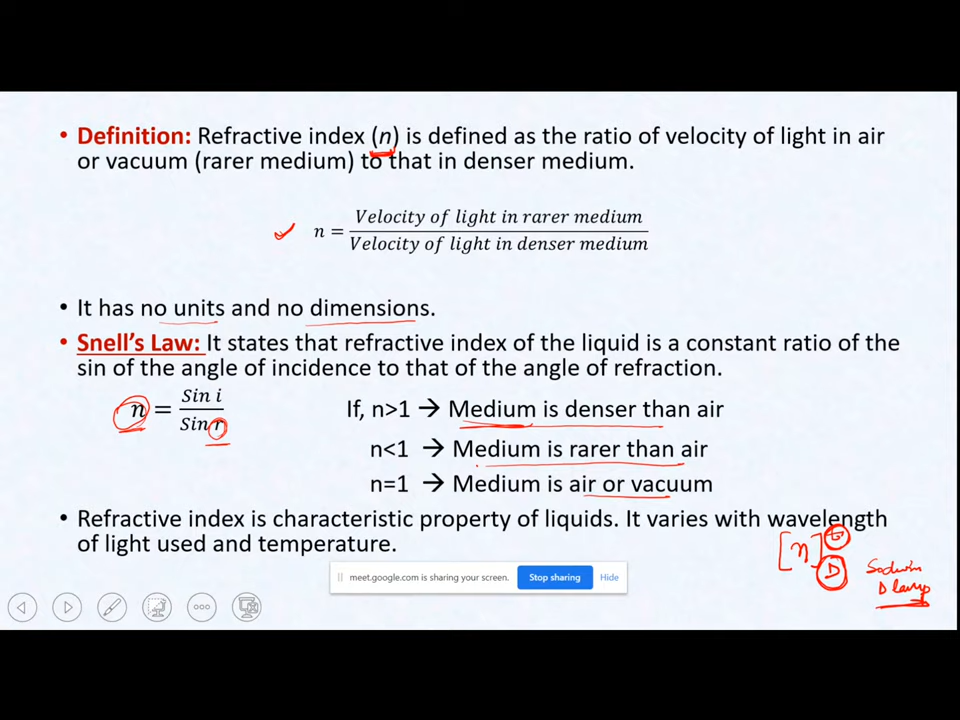 • Definition: Refractive index (n) is defined as the ratio of velocity of light in air
or vacuum (rarer medium) to that in denser medium.
n = Velocity of light in rarer medium
Velocity of light in denser medium
• It has no units and no dimensions.
• Snell's Law: It states that refractive index of the liquid is a constant ratio of the
sin of the angle of incidence to that of the angle of refraction.
n = Sin i
Sin r
If, n>1 → Medium is denser than air
n<1 → Medium is rarer than air
n=1 → Medium is air or vacuum
• Refractive index is characteristic property of liquids. It varies with wavelength
of light used and temperature.
[n] D
Sodium
D lamp
meet.google.com is sharing your screen. Stop sharing Hide